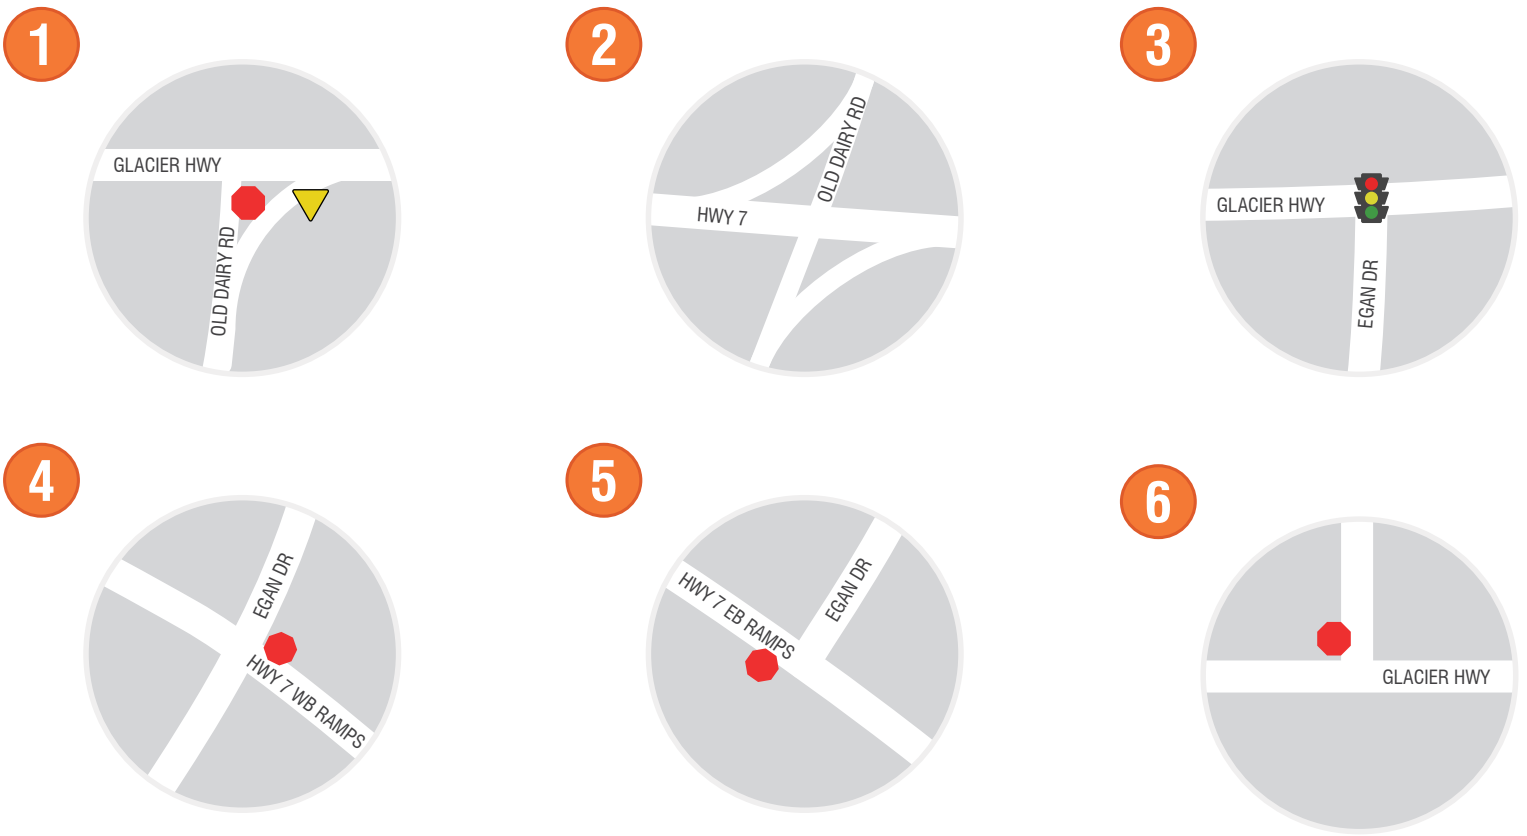 1
GLACIER HWY
OLD DAIRY RD
2
OLD DAIRY RD
HWY 7
3
GLACIER HWY
EGAN DR
4
EGAN DR
HWY 7 WB RAMPS
5
HWY 7 EB RAMPS
EGAN DR
6
GLACIER HWY